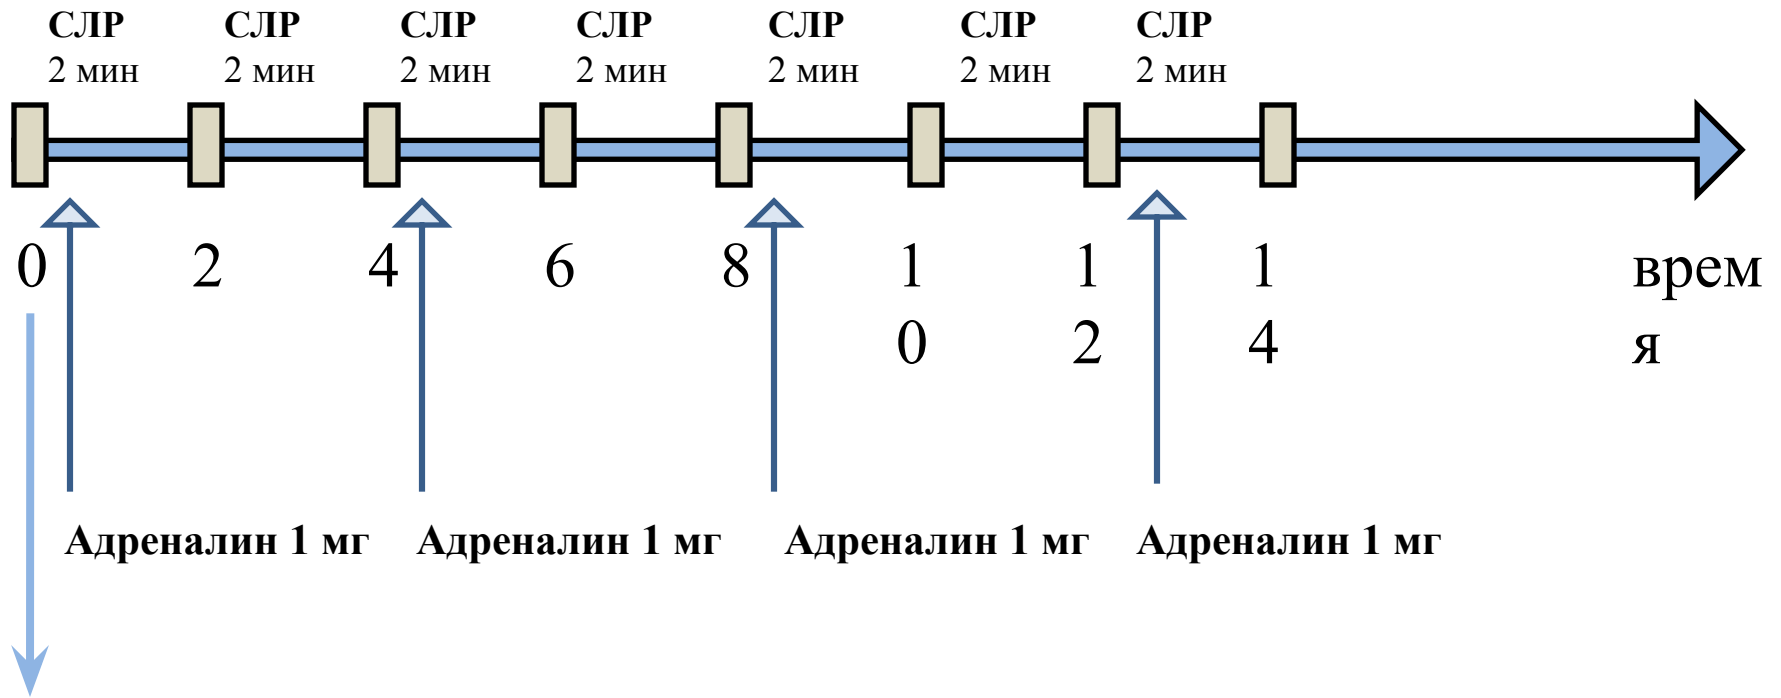 СЛР СЛР СЛР СЛР СЛР СЛР СЛР
2 мин 2 мин 2 мин 2 мин 2 мин 2 мин 2 мин
0 2 4 6 8 1 1 1 врем
0 2 4 я
Адреналин 1 мг Адреналин 1 мг Адреналин 1 мг Адреналин 1 мг